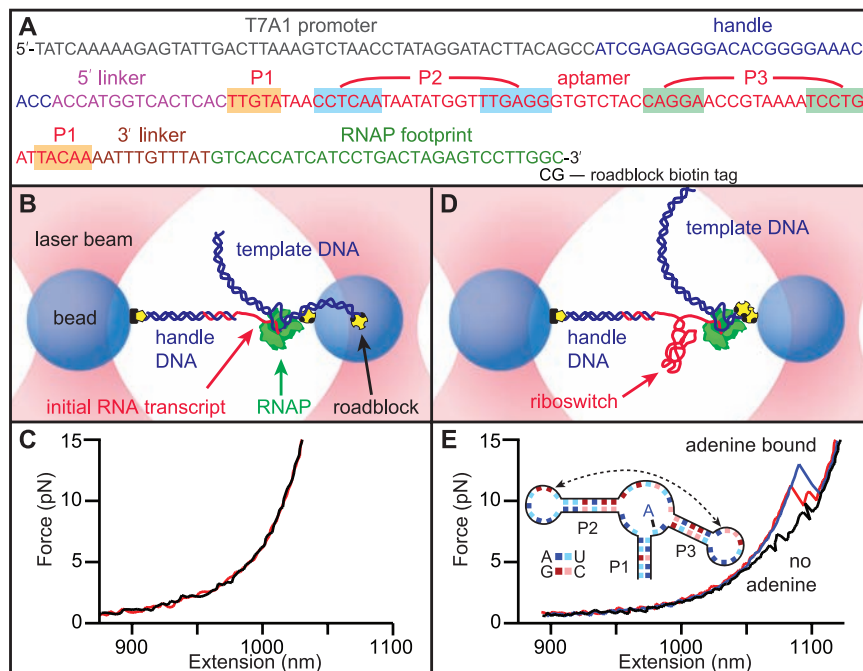 A
T7A1 promoter
handle
5′-TATCAAAAAGAGTATTGACTTAAAGTCTAACCTATAGGATACTTACAGCCATCGAGAGGGACACGGGGAAAC
5′ linker P1 P2 aptamer P3
ACCACCATGGTCACTCACTTGTATAACCTCAATAATATGGTTTGAGGGTGTCTACCAGGAACCGTAAAATCCTG
P1 3′ linker RNAP footprint
ATTACAAAATTTGTTTATGTCACCATCATCCTGACTAGAGTCCTTGGC-3′
CG — roadblock biotin tag
B
laser beam
template DNA
bead
handle
DNA
initial RNA transcript
RNAP
roadblock
D
template DNA
handle
DNA
riboswitch
C
Force (pN)
15
10
5
0
900 1000 1100
Extension (nm)
E
Force (pN)
15
10
5
0
adenine bound
A
P2
P3
P1
A U
G C
no
adenine
900 1000 1100
Extension (nm)